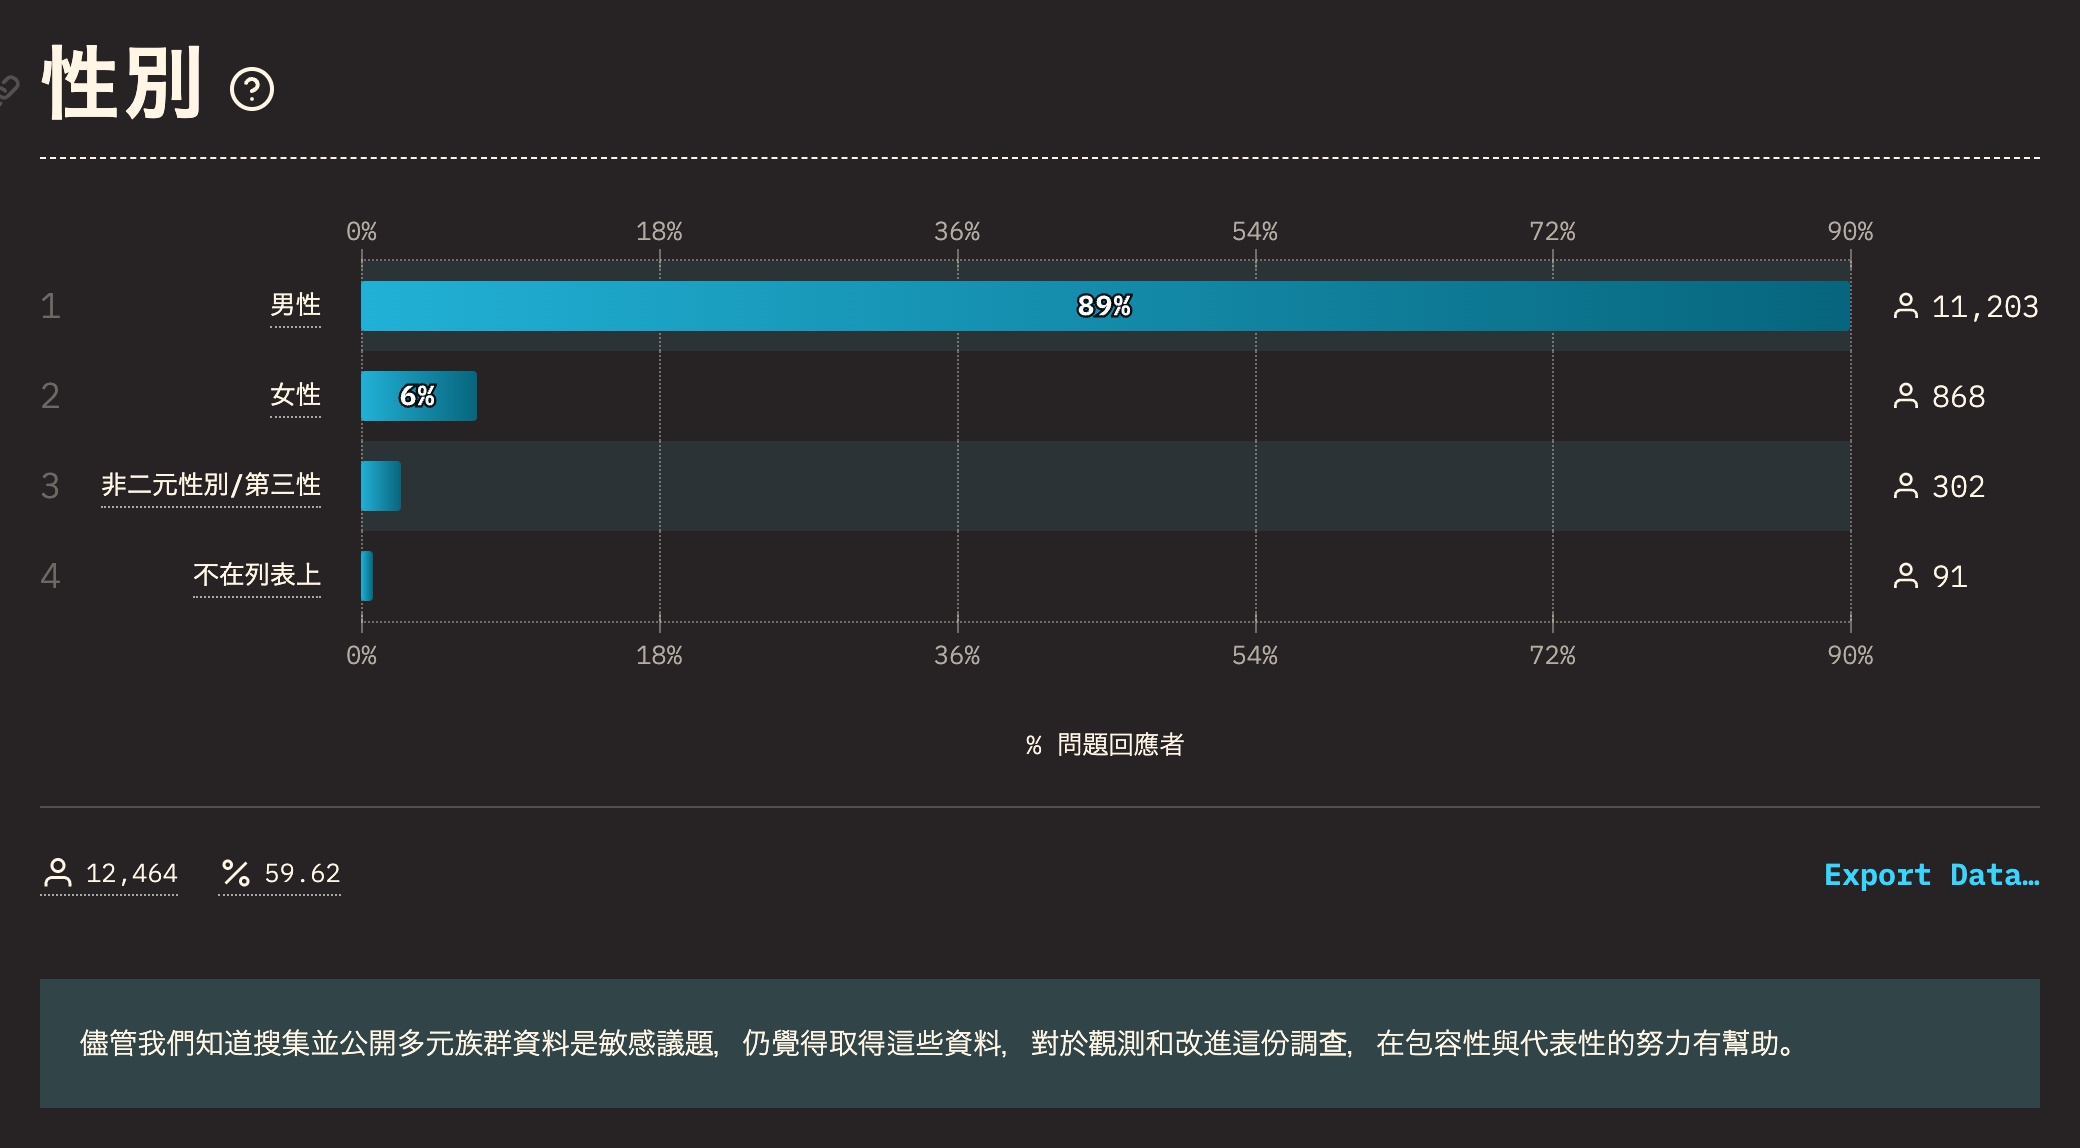 性別
0% 18% 36% 54% 72% 90%
1 男性 89% 11,203
2 女性 6% 868
3 非二元性別/第三性 302
4 不在列表上 91
0% 18% 36% 54% 72% 90%
% 問題回應者
12,464 % 59.62 Export Data…
儘管我們知道搜集並公開多元族群資料是敏感議題，仍覺得取得這些資料，對於觀測和改進這份調查，在包容性與代表性的努力有幫助。